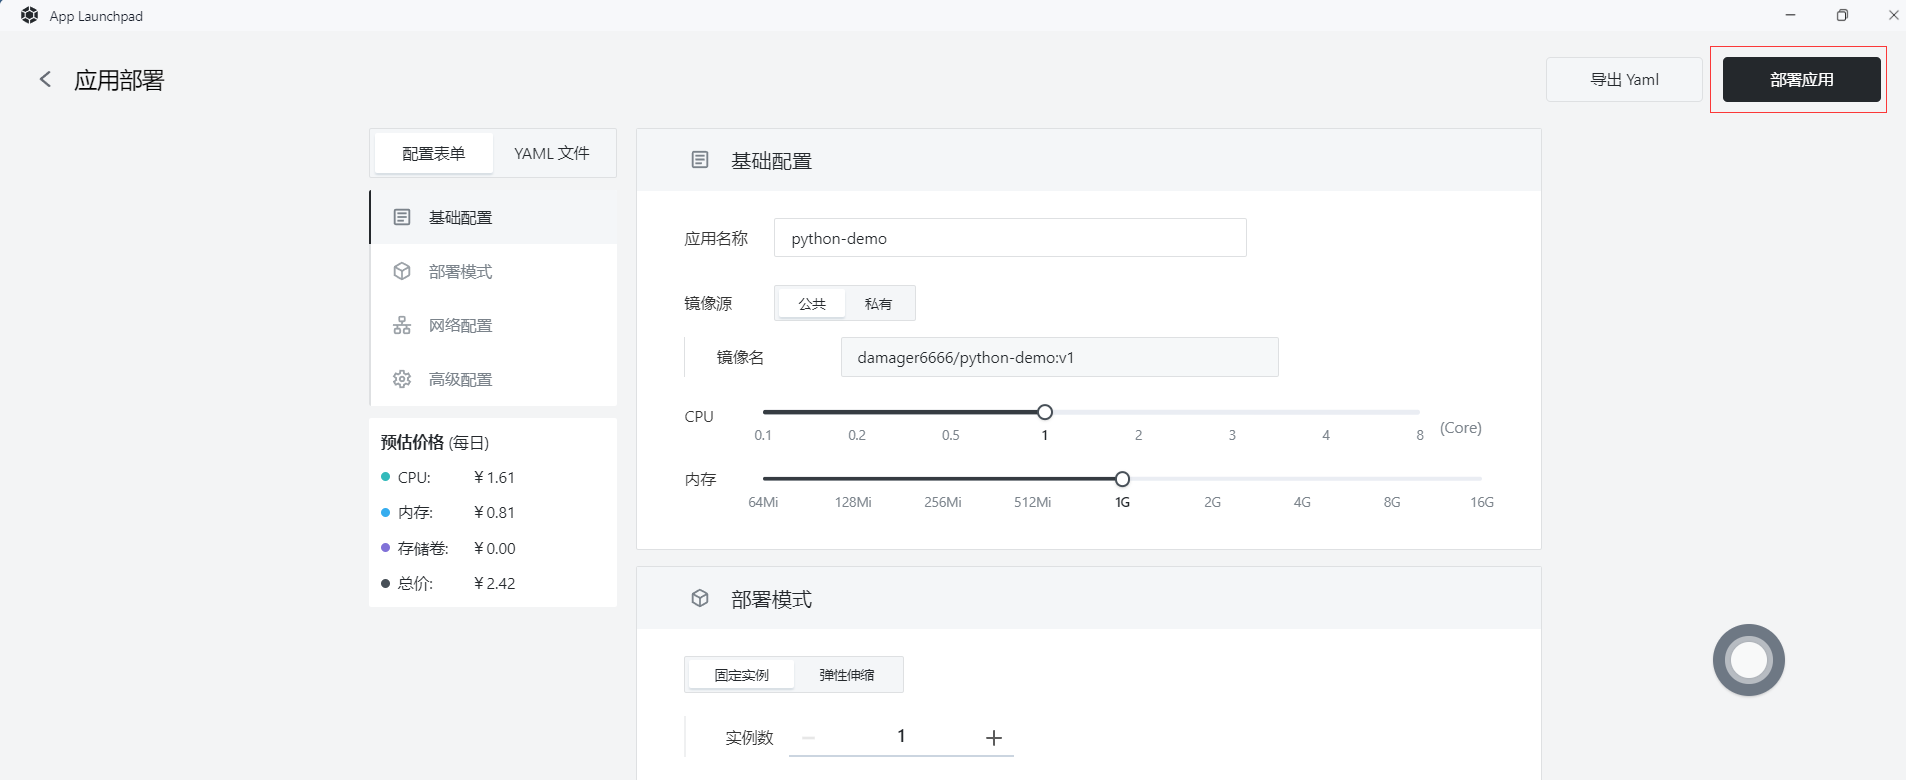 App Launchpad
应用部署
导出 Yaml
部署应用
配置表单
YAML 文件
基础配置
部署模式
网络配置
高级配置
预估价格 (每日)
CPU: ￥1.61
内存: ￥0.81
存储卷: ￥0.00
总价: ￥2.42
基础配置
应用名称 python-demo
镜像源 公共 私有
镜像名 damager6666/python-demo:v1
CPU
0.1 0.2 0.5 1 2 3 4 8 (Core)
内存
64Mi 128Mi 256Mi 512Mi 1G 2G 4G 8G 16G
部署模式
固定实例 弹性伸缩
实例数 1